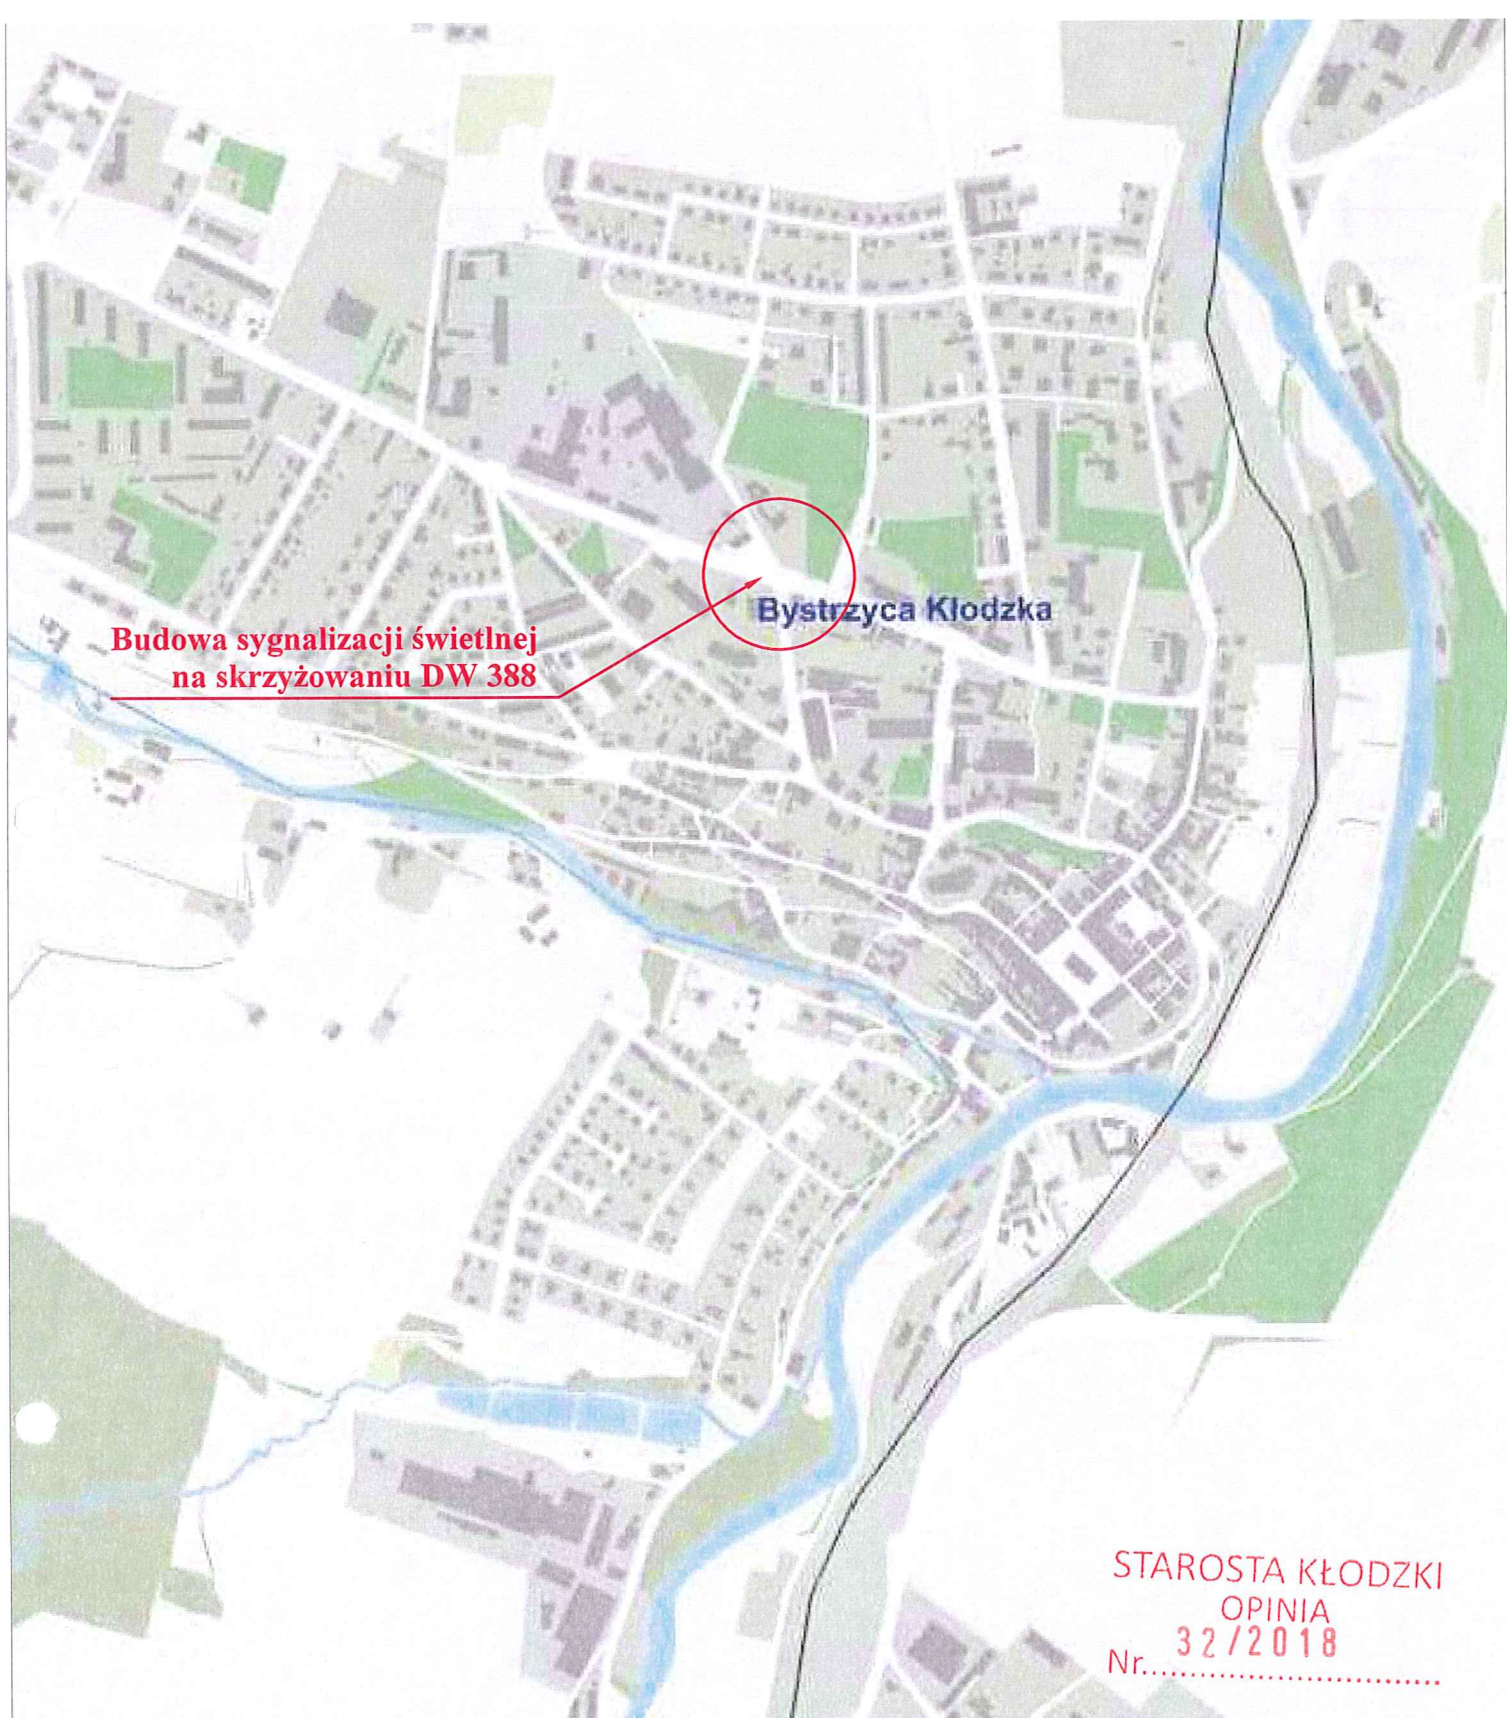 Bystrzyca Kłodzka
Budowa sygnalizacji świetlnej
na skrzyżowaniu DW 388
STAROSTA KŁODZKI
OPINIA
32/2018
Nr..............................